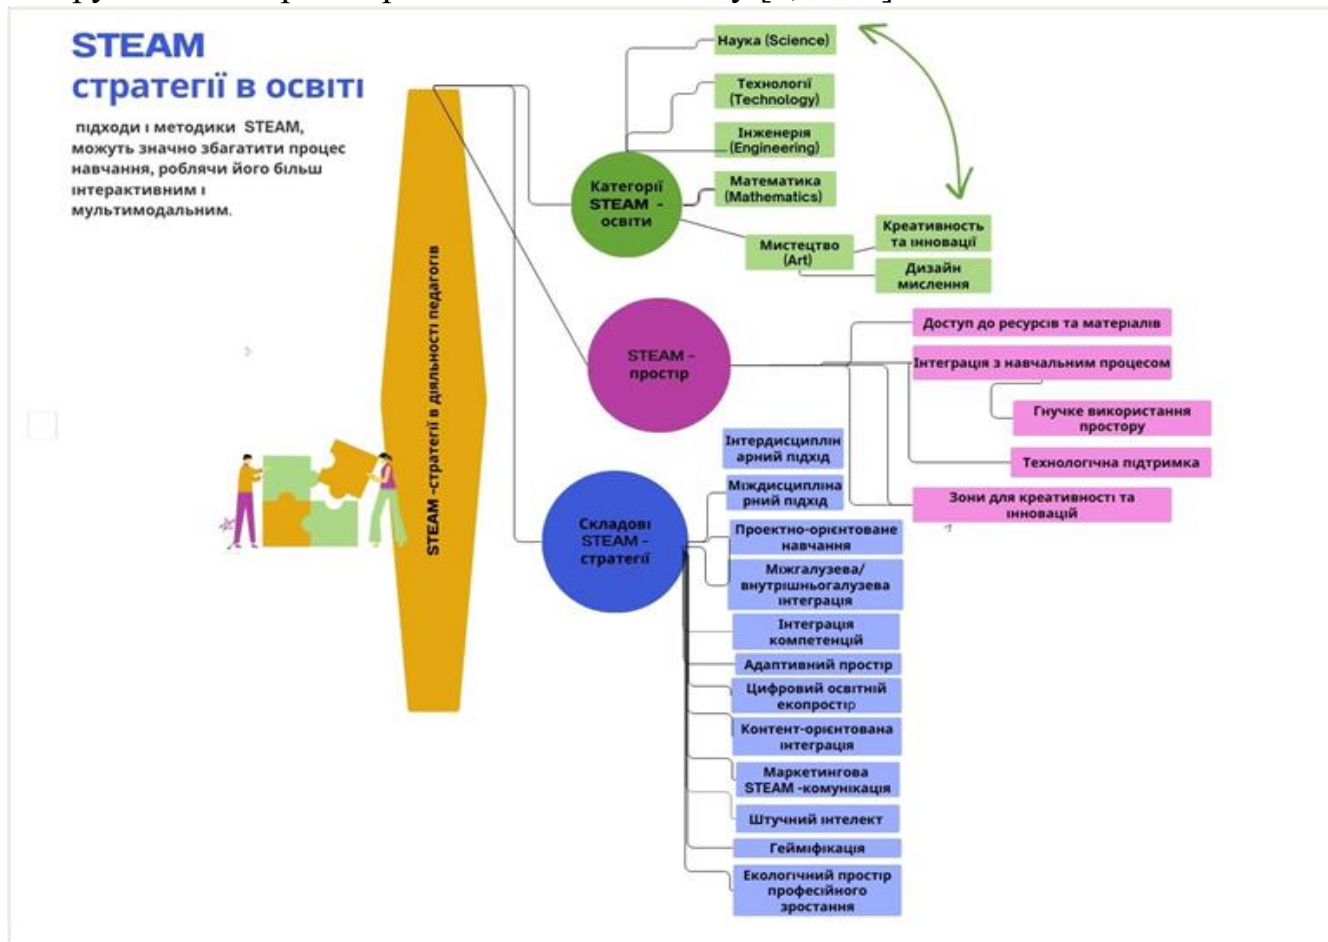 STEAM
стратегії в освіті
підходи і методики STEAM,
можуть значно збагатити процес
навчання, роблячи його більш
інтерактивним і
мультимодальним.
STEAM -стратегії в діяльності педагогів
Категорії
STEAM -
освіти
Наука (Science)
Технології
(Technology)
Інженерія
(Engineering)
Математика
(Mathematics)
Мистецтво
(Art)
Креативность
та інновації
Дизайн
мислення
STEAM -
простір
Доступ до ресурсів та матеріалів
Інтеграція з навчальним процесом
Гнучке використання
простору
Технологічна підтримка
Зони для креативності та
інновацій
Складові
STEAM -
стратегії
Інтердисциплін
арний підхід
Міждисципліна
рний підхід
Проектно-орієнтоване
навчання
Міжгалузева/
внутрішньогалузева
інтеграція
Інтеграція
компетенцій
Адаптивний простір
Цифровий освітній
екопростір
Контент-орієнтована
інтеграція
Маркетингова
STEAM -комунікація
Штучний інтелект
Гейміфікація
Екологічний простір
професійного
зростання